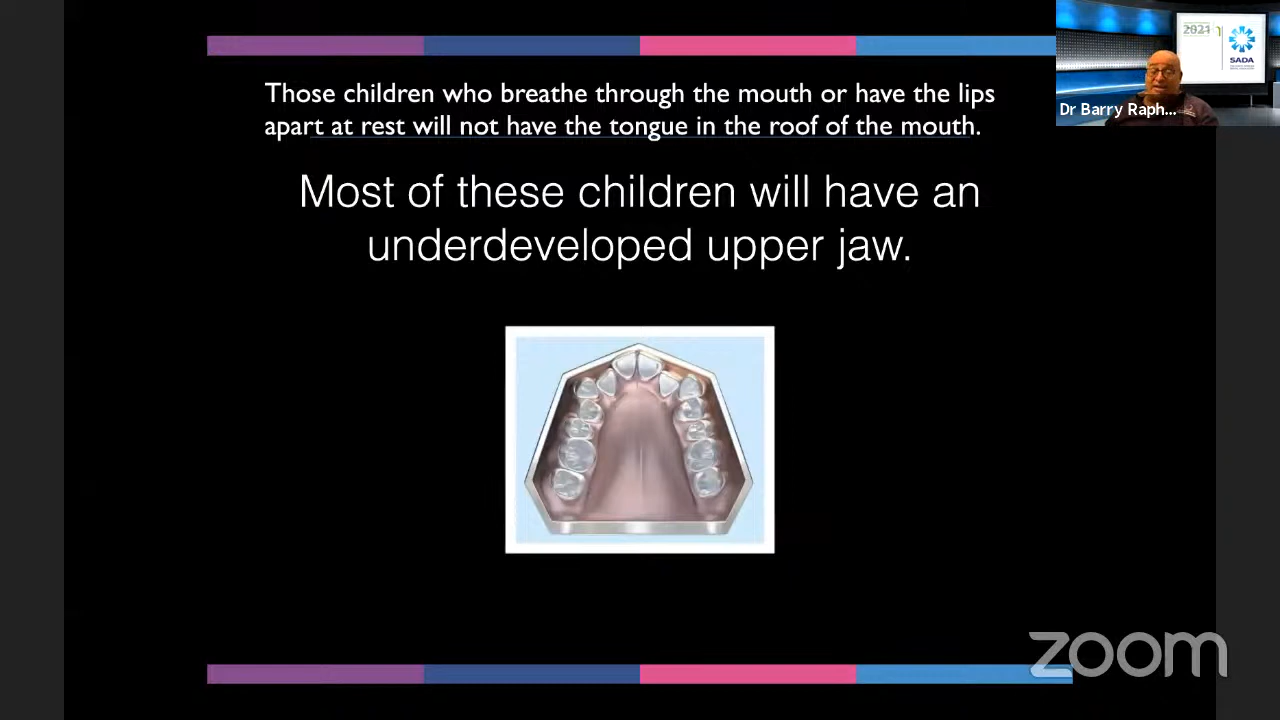 Those children who breathe through the mouth or have the lips
apart at rest will not have the tongue in the roof of the mouth.
Most of these children will have an
underdeveloped upper jaw.
2021
SADA
Dr Barry Raph...
zoom